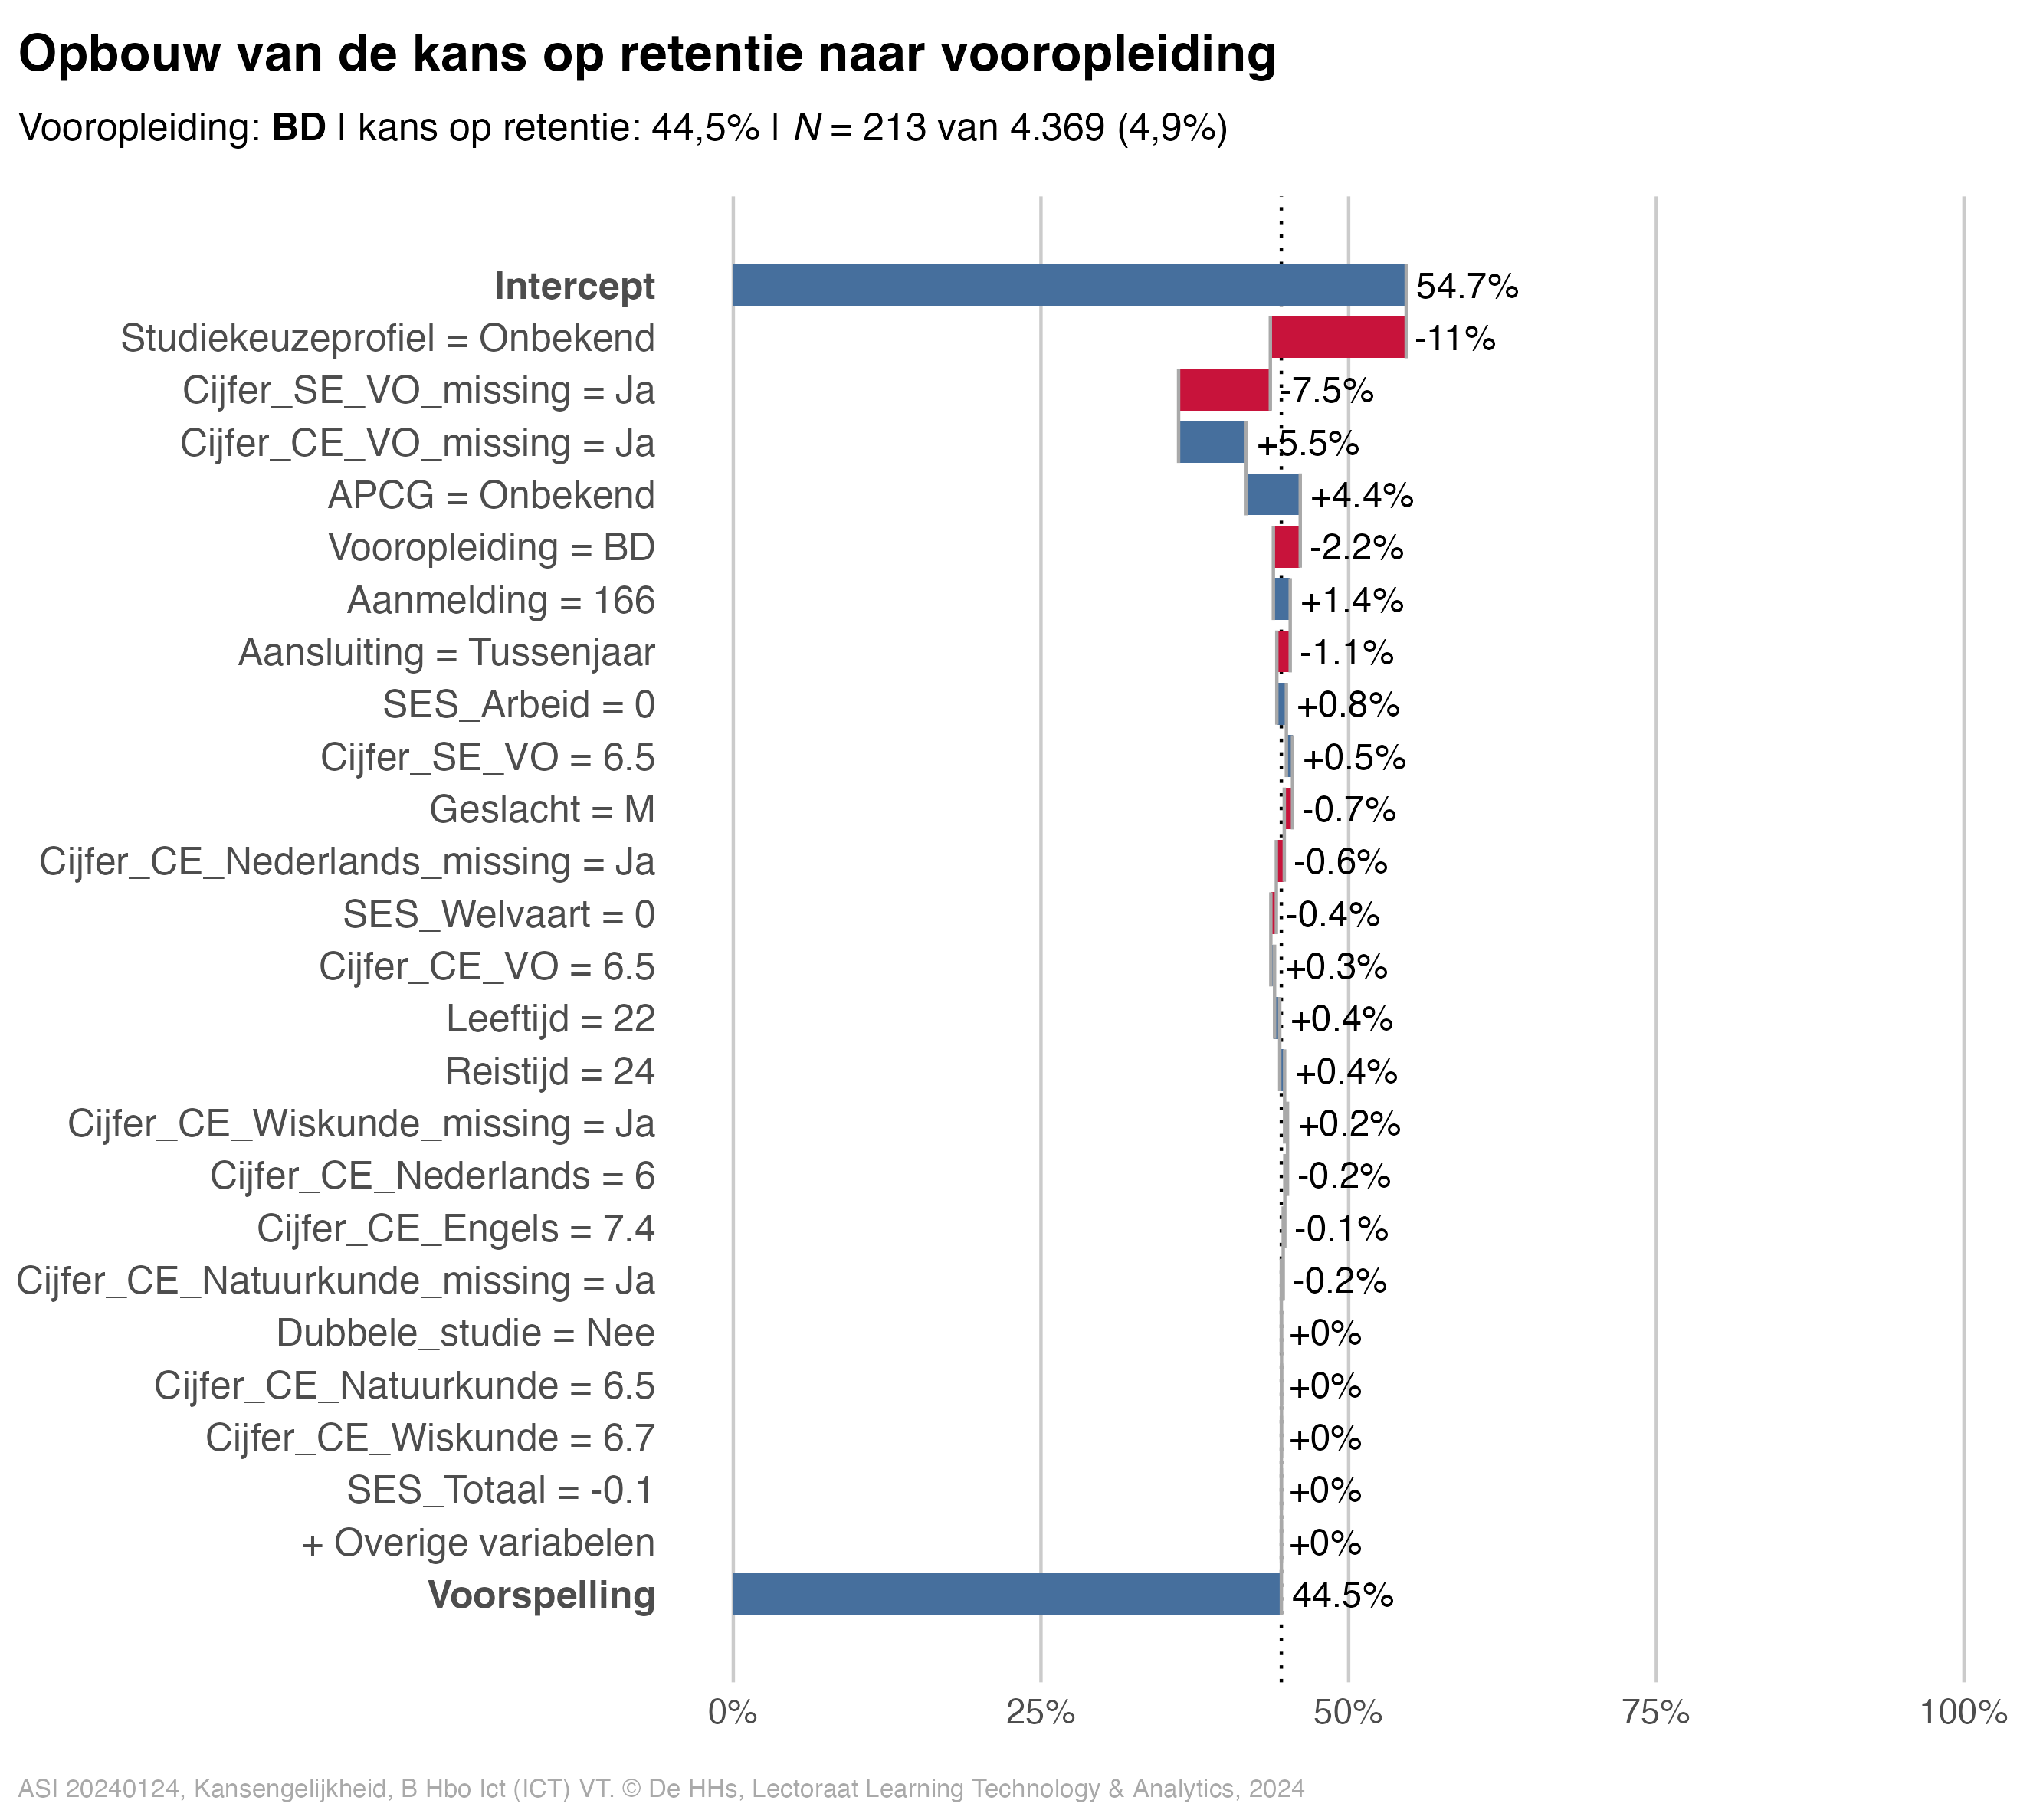 Opbouw van de kans op retentie naar vooropleiding
Vooropleiding: BD | kans op retentie: 44,5% | N = 213 van 4.369 (4,9%)
Intercept 54.7%
Studiekeuzeprofiel = Onbekend -11%
Cijfer_SE_VO_missing = Ja -7.5%
Cijfer_CE_VO_missing = Ja +5.5%
APCG = Onbekend +4.4%
Vooropleiding = BD -2.2%
Aanmelding = 166 +1.4%
Aansluiting = Tussenjaar -1.1%
SES_Arbeid = 0 +0.8%
Cijfer_SE_VO = 6.5 +0.5%
Geslacht = M -0.7%
Cijfer_CE_Nederlands_missing = Ja -0.6%
SES_Welvaart = 0 -0.4%
Cijfer_CE_VO = 6.5 +0.3%
Leeftijd = 22 +0.4%
Reistijd = 24 +0.4%
Cijfer_CE_Wiskunde_missing = Ja +0.2%
Cijfer_CE_Nederlands = 6 -0.2%
Cijfer_CE_Engels = 7.4 -0.1%
Cijfer_CE_Natuurkunde_missing = Ja -0.2%
Dubbele_studie = Nee +0%
Cijfer_CE_Natuurkunde = 6.5 +0%
Cijfer_CE_Wiskunde = 6.7 +0%
SES_Totaal = -0.1 +0%
+ Overige variabelen +0%
Voorspelling 44.5%
0% 25% 50% 75% 100%
ASI 20240124, Kansengelijkheid, B Hbo Ict (ICT) VT. © De HHs, Lectoraat Learning Technology & Analytics, 2024